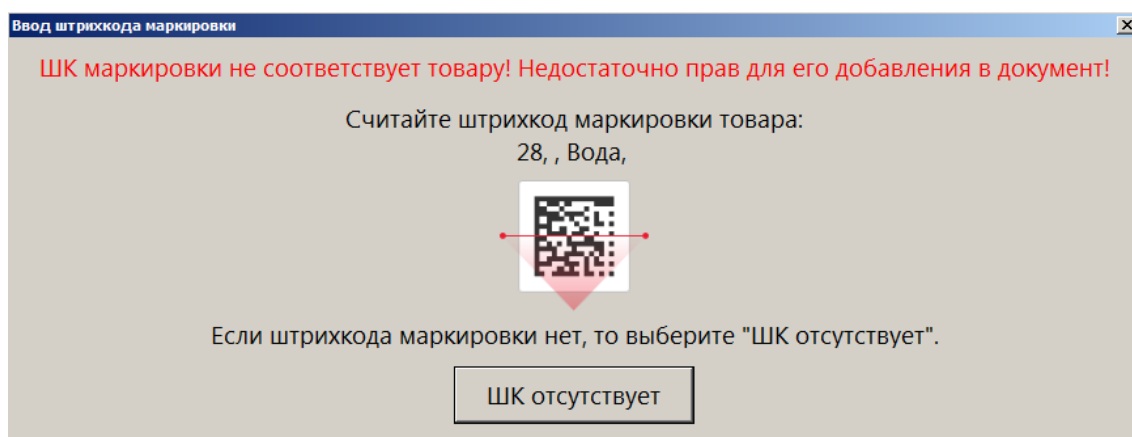 Ввод штрихкода маркировки
ШК маркировки не соответствует товару! Недостаточно прав для его добавления в документ!
Считайте штрихкод маркировки товара:
28, , Вода,
Если штрихкода маркировки нет, то выберите "ШК отсутствует".
ШК отсутствует